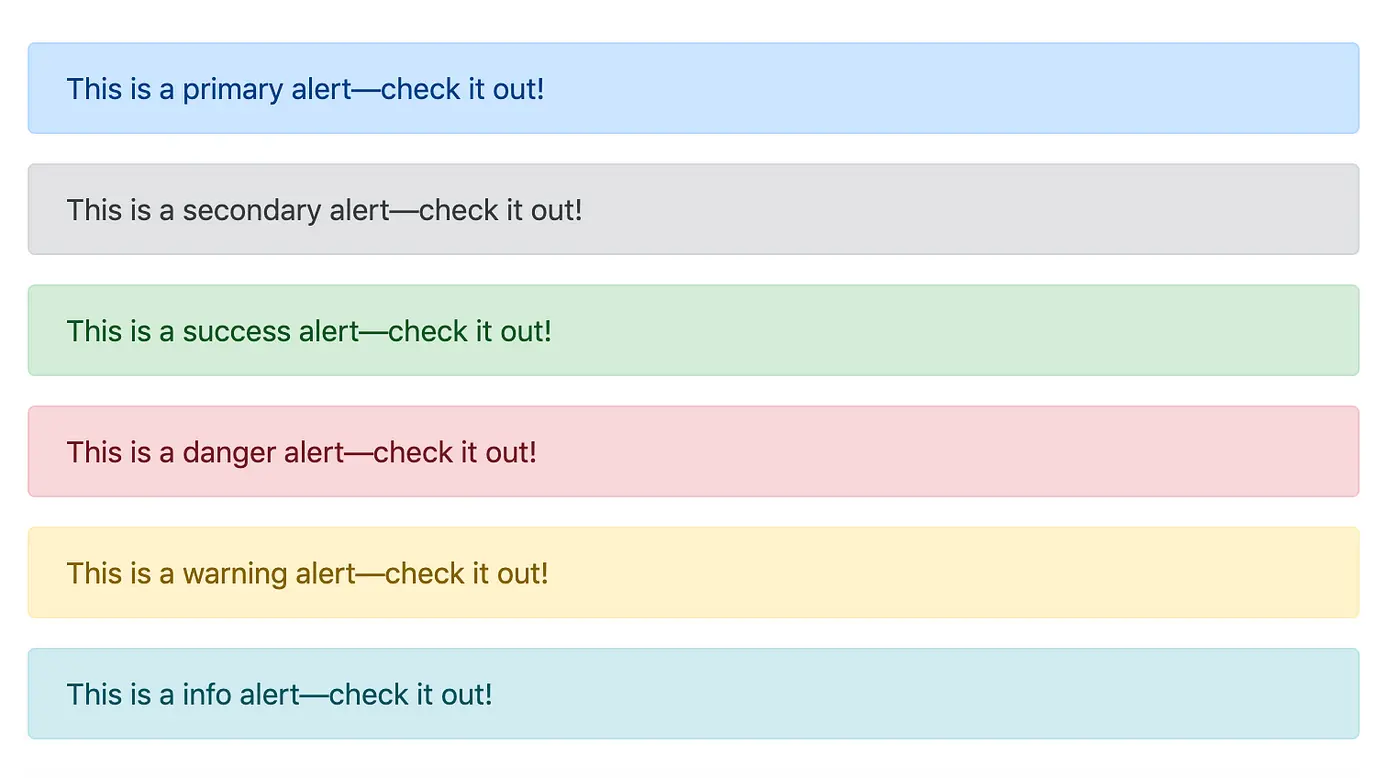 This is a primary alert—check it out!
This is a secondary alert—check it out!
This is a success alert—check it out!
This is a danger alert—check it out!
This is a warning alert—check it out!
This is a info alert—check it out!